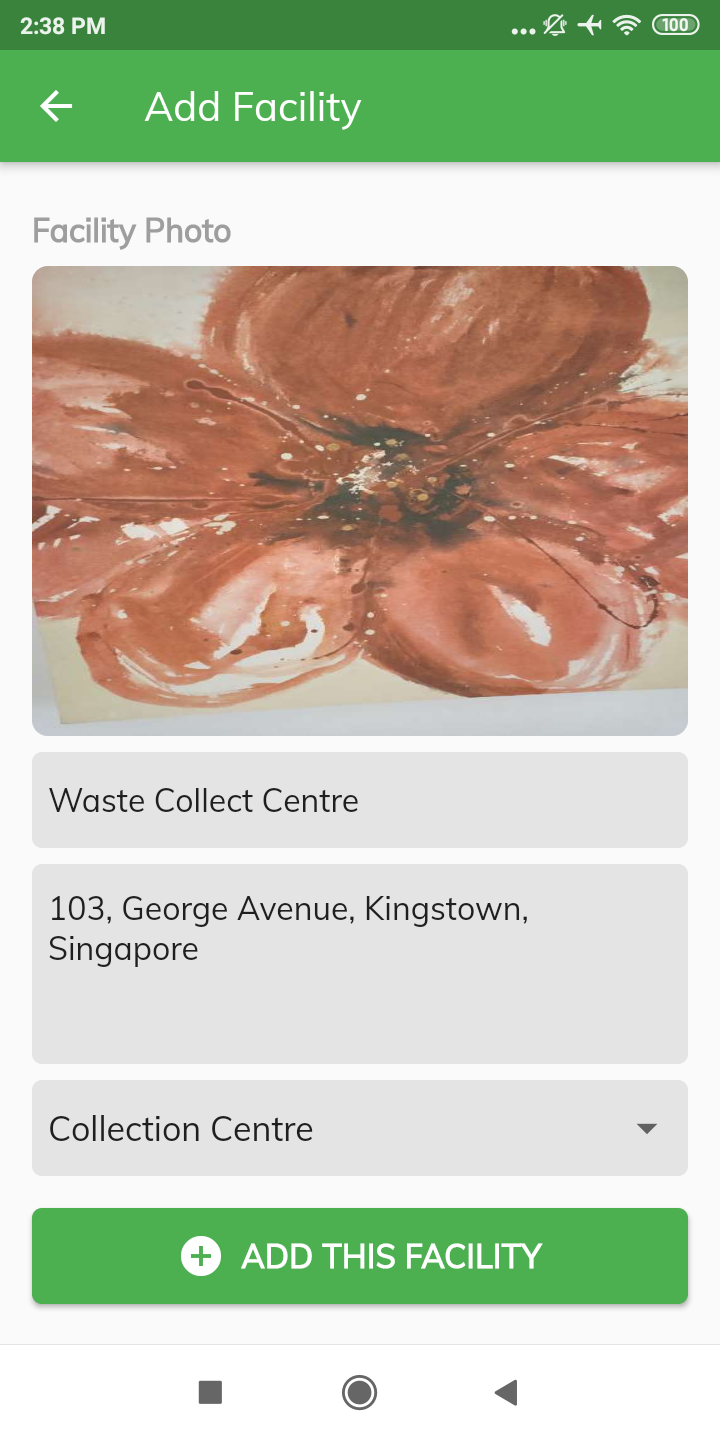 2:38 PM
100
Add Facility
Facility Photo
Waste Collect Centre
103, George Avenue, Kingstown,
Singapore
Collection Centre
ADD THIS FACILITY